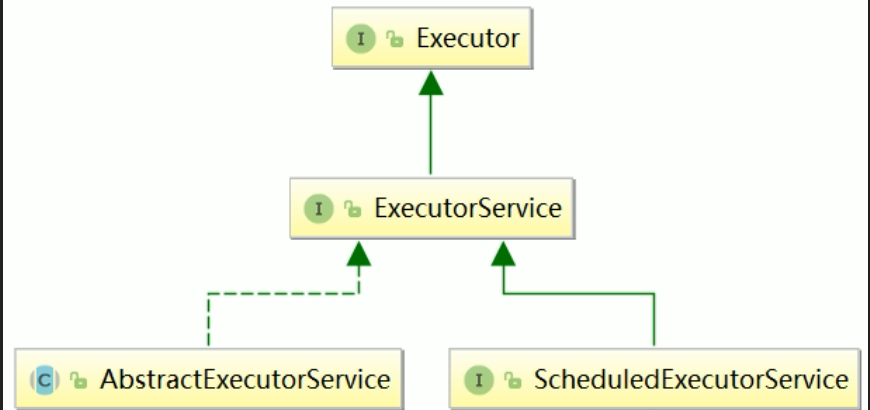 I Executor
I ExecutorService
C AbstractExecutorService
I ScheduledExecutorService